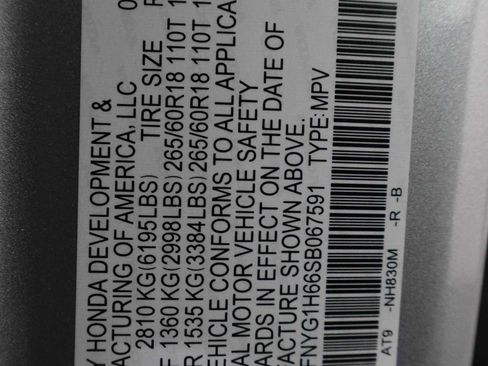 Y HONDA DEVELOPMENT &
ACTURING OF AMERICA, LLC
2810 KG(6195LBS) TIRE SIZE
1360 KG(2998LBS)265/60R18 110T
R 1535 KG(3384LBS)265/60R18 110T
VEHICLE CONFORMS TO ALL APPLICA
AL MOTOR VEHICLE SAFETY
ARDS IN EFFECT ON THE DATE OF
FACTURE SHOWN ABOVE.
FNYG1H66SB067591 TYPE:MPV
AT9 -NH830M -R -B